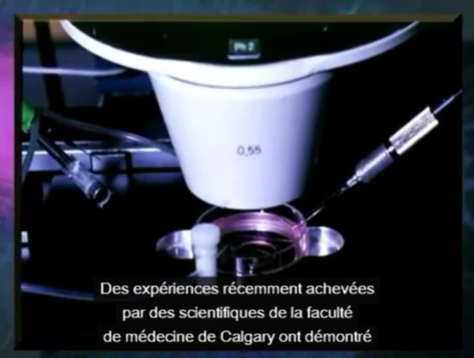 Ph 2
0,55
Des expériences récemment achevées
par des scientifiques de la faculté
de médecine de Calgary ont démontré